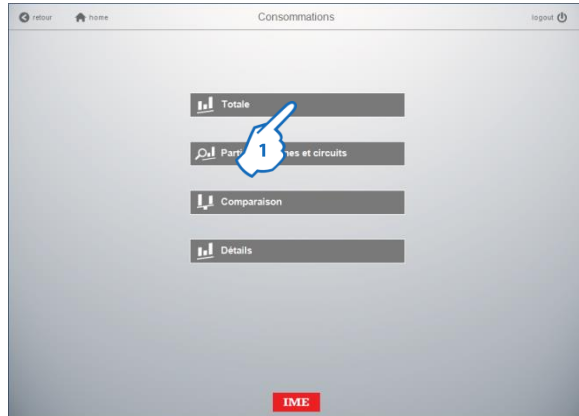 retour home Consommations logout
Totale
1
Parti nes et circuits
Comparaison
Détails
IME